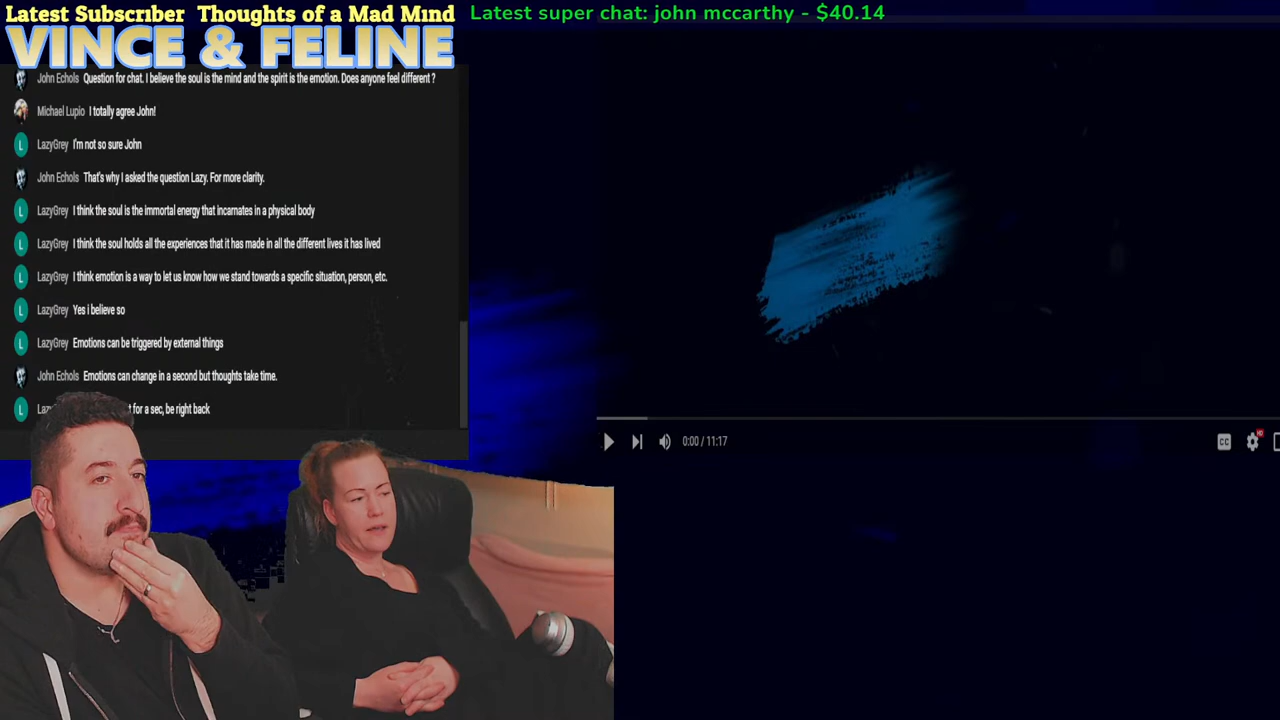 Latest Subscriber Thoughts of a Mad Mind
Latest super chat: john mccarthy - $40.14
VINCE & FELINE
John Echols Question for chat. I believe the soul is the mind and the spirit is the emotion. Does anyone feel different ?
Michael Lupio I totally agree John!
LazyGrey I'm not so sure John
John Echols That's why I asked the question Lazy. For more clarity.
LazyGrey I think the soul is the immortal energy that incarnates in a physical body
LazyGrey I think the soul holds all the experiences that it has made in all the different lives it has lived
LazyGrey I think emotion is a way to let us know how we stand towards a specific situation, person, etc.
LazyGrey Yes i believe so
LazyGrey Emotions can be triggered by external things
John Echols Emotions can change in a second but thoughts take time.
for a sec, be right back
0:00 / 11:17
CC
HD
L
L
L
L
L
L
L